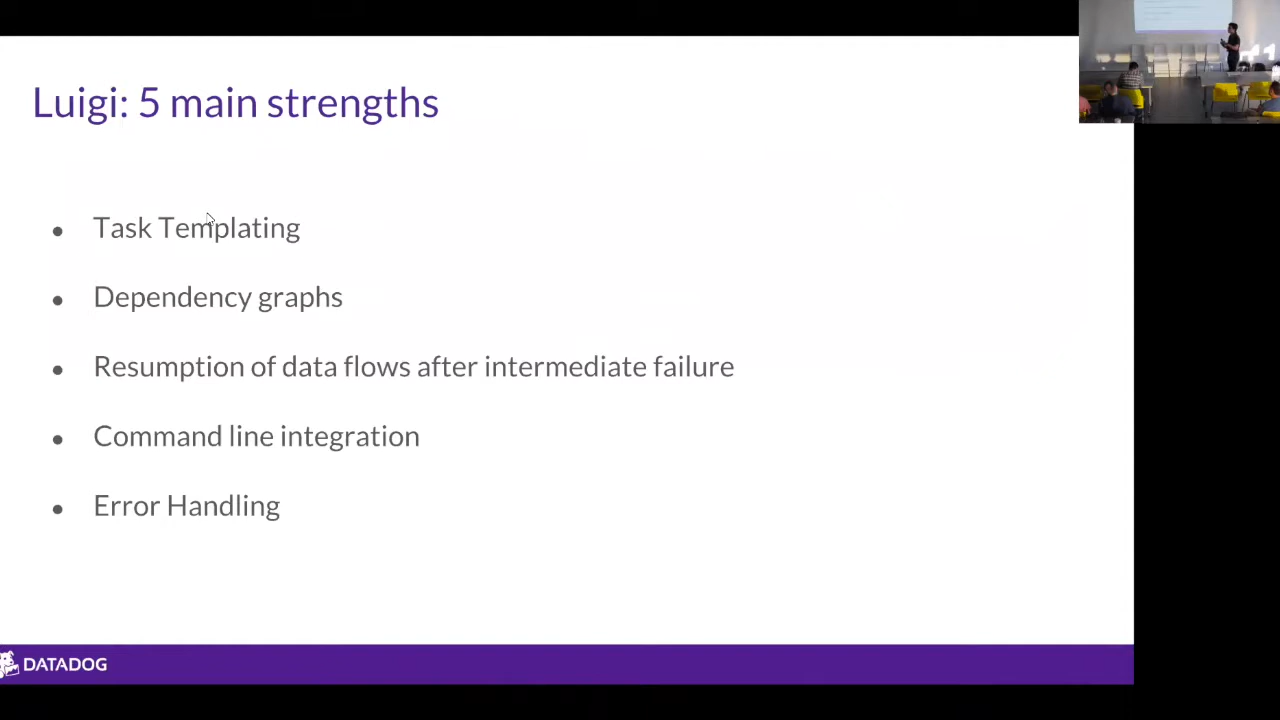 Luigi: 5 main strengths
● Task Templating
● Dependency graphs
● Resumption of data flows after intermediate failure
● Command line integration
● Error Handling
DATADOG